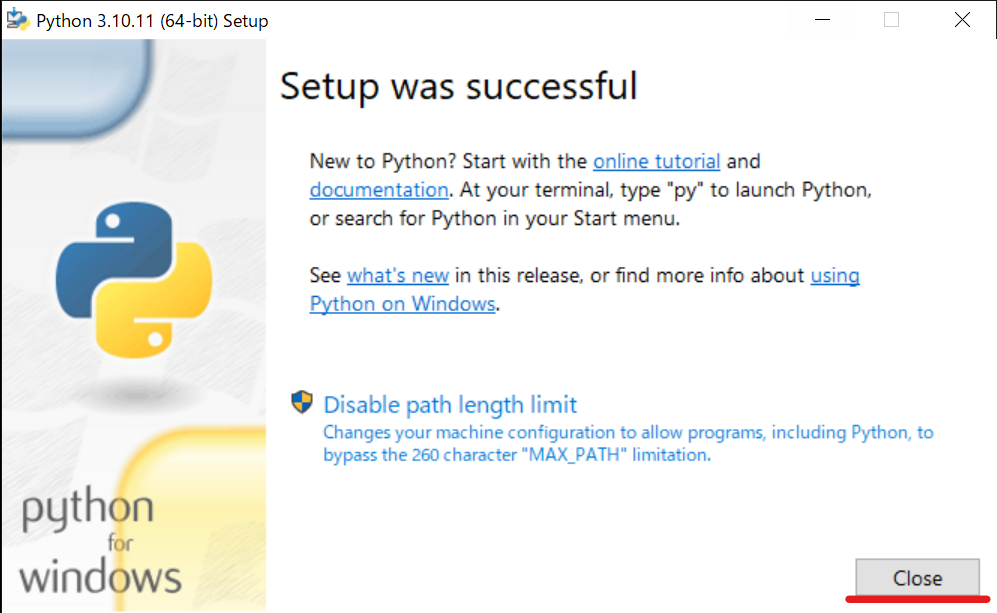 Python 3.10.11 (64-bit) Setup
Setup was successful
New to Python? Start with the online tutorial and
documentation. At your terminal, type "py" to launch Python,
or search for Python in your Start menu.
See what's new in this release, or find more info about using
Python on Windows.
Disable path length limit
Changes your machine configuration to allow programs, including Python, to
bypass the 260 character "MAX_PATH" limitation.
python
for
windows
Close